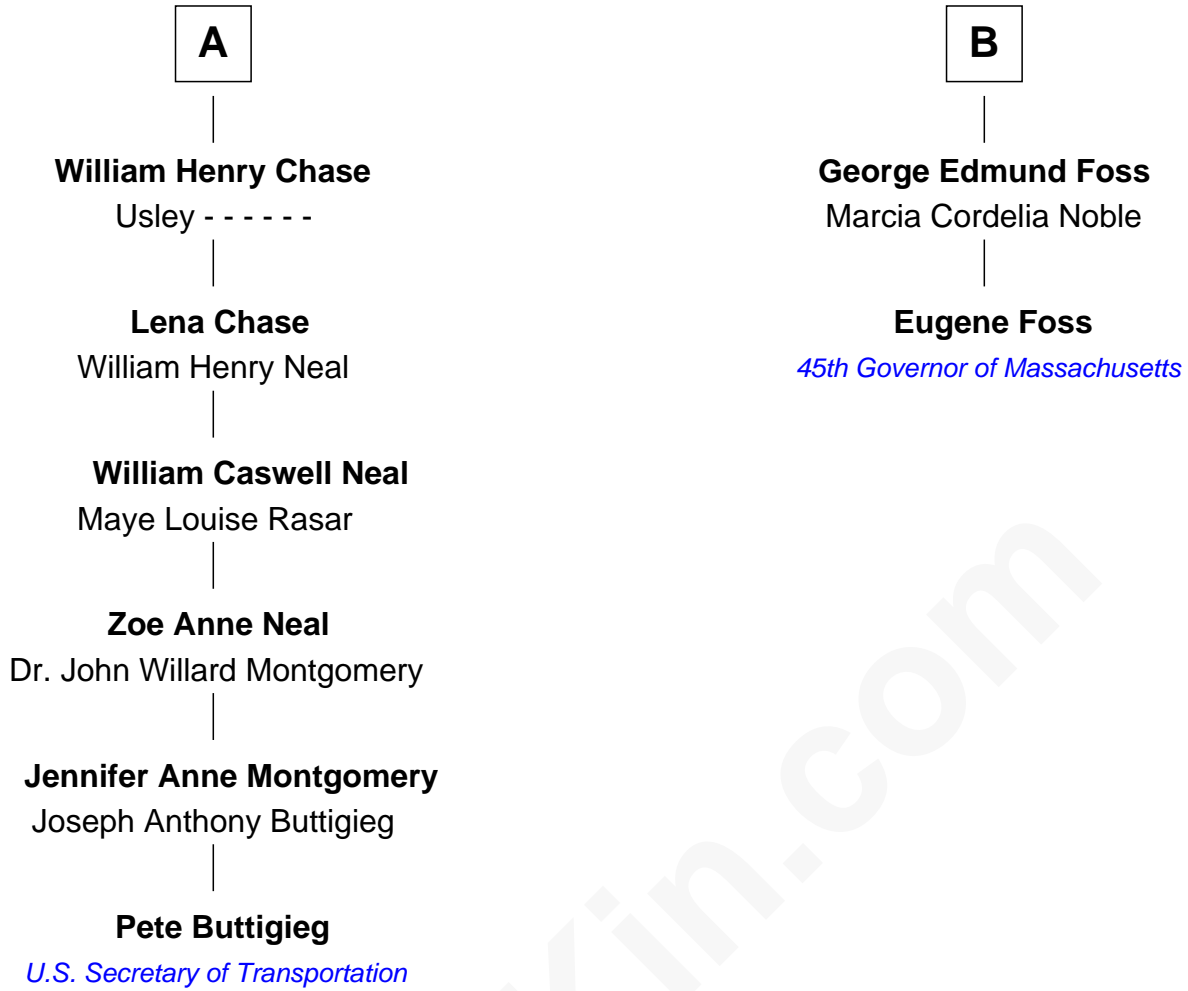 A
William Henry Chase
Usley - - - - - -
Lena Chase
William Henry Neal
William Caswell Neal
Maye Louise Rasar
Zoe Anne Neal
Dr. John Willard Montgomery
Jennifer Anne Montgomery
Joseph Anthony Buttigieg
Pete Buttigieg
U.S. Secretary of Transportation
B
George Edmund Foss
Marcia Cordelia Noble
Eugene Foss
45th Governor of Massachusetts
Kin.com